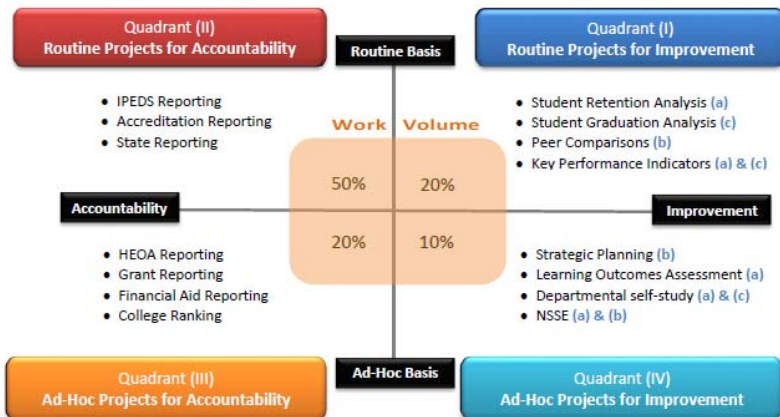 Quadrant (II)
Routine Projects for Accountability
Routine Basis
Quadrant (I)
Routine Projects for Improvement
• IPEDS Reporting
• Accreditation Reporting
• State Reporting
• Student Retention Analysis (a)
• Student Graduation Analysis (c)
• Peer Comparisons (b)
• Key Performance Indicators (a) & (c)
Work Volume
50% 20%
Accountability
Improvement
20% 10%
• HEOA Reporting
• Grant Reporting
• Financial Aid Reporting
• College Ranking
• Strategic Planning (b)
• Learning Outcomes Assessment (a)
• Departmental self-study (a) & (c)
• NSSE (a) & (b)
Quadrant (III)
Ad-Hoc Projects for Accountability
Ad-Hoc Basis
Quadrant (IV)
Ad-Hoc Projects for Improvement